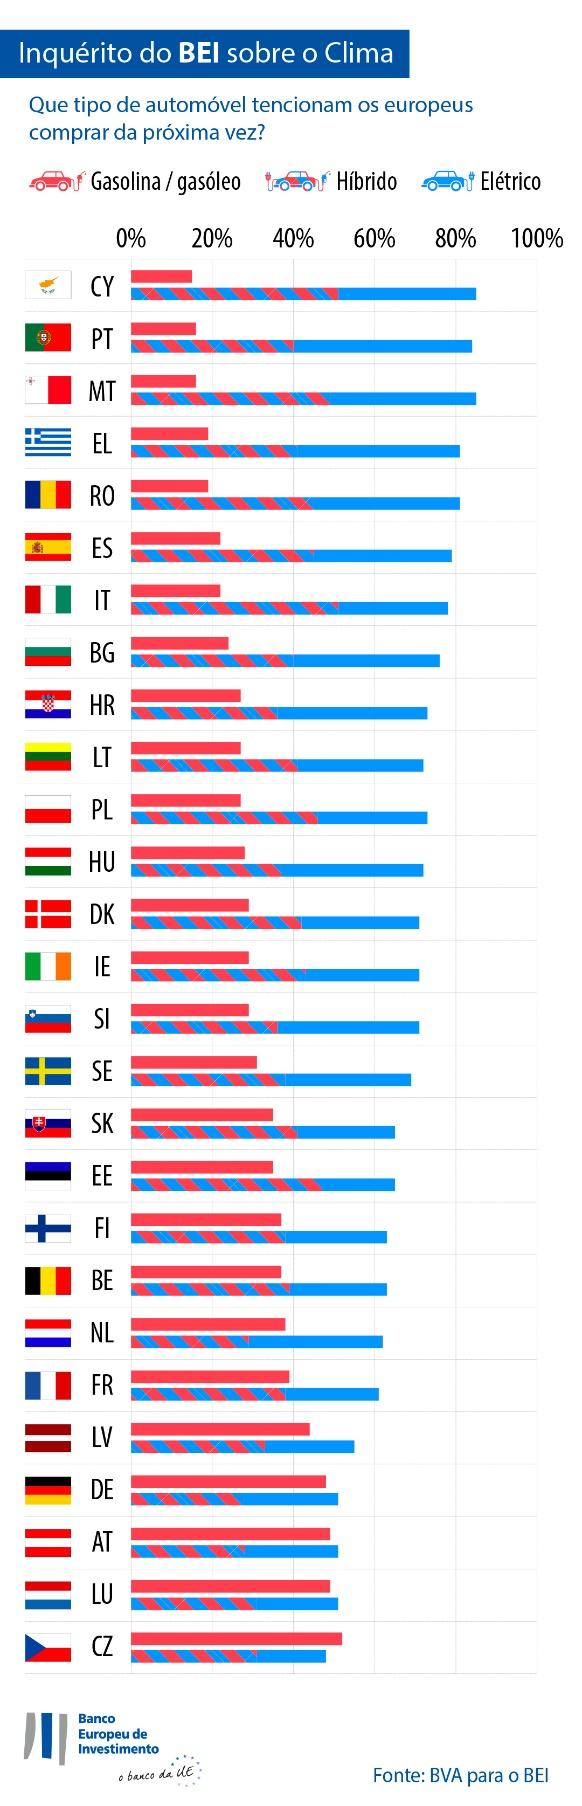 Inquérito do BEI sobre o Clima
Que tipo de automóvel tencionam os europeus
comprar da próxima vez?
Gasolina / gasóleo Híbrido Elétrico
0% 20% 40% 60% 80% 100%
CY
PT
MT
EL
RO
ES
IT
BG
HR
LT
PL
HU
DK
IE
SI
SE
SK
EE
FI
BE
NL
FR
LV
DE
AT
LU
CZ
Banco
Europeu de
Investimento
o banco da UE
Fonte: BVA para o BEI